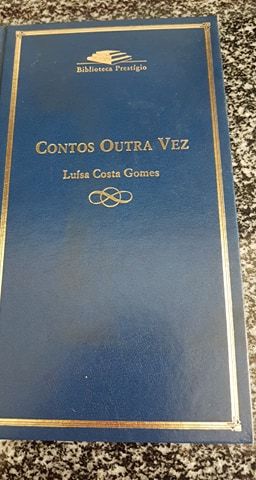 Biblioteca Prestígio
CONTOS OUTRA VEZ
Luísa Costa Gomes